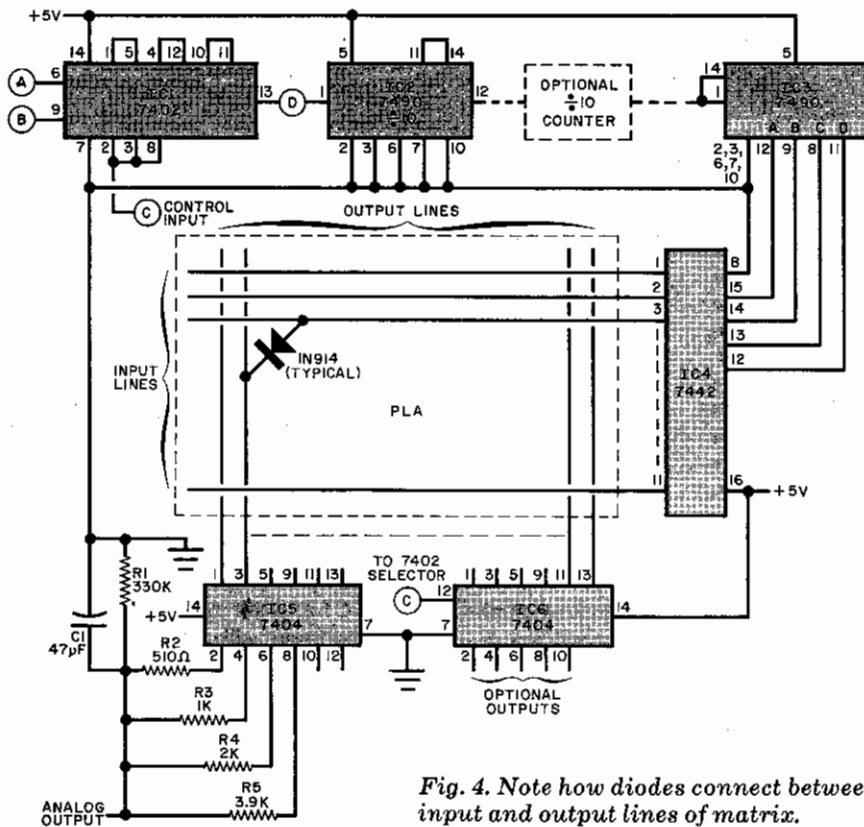 +5V
14 1 5 4 12 10 11
5 11 14
5
14
A 6
IC1
7402
13 D 1
IC2
7490
÷10
12
OPTIONAL
÷10
COUNTER
1
IC3
7490
B 9
A B C D
7 2 3 8
2 3 6 7 10
2,3, 12 9 8 11
6,7,
10
C CONTROL
INPUT
OUTPUT LINES
1 8
2 15
3 14
13
12
IN914
(TYPICAL)
INPUT
LINES
PLA
IC4
7442
11 16 +5V
TO 7402
SELECTOR
C 12
R1
330K
1 3 5 9 11 13
1 3 5 9 11 13
+5V 14
IC5
7404
7
7
IC6
7404
14
C1
47µF
R2
510Ω
2 4 6 8 10 12
2 4 6 8 10
OPTIONAL
OUTPUTS
R3
1K
R4
2K
R5
3.9K
ANALOG
OUTPUT
Fig. 4. Note how diodes connect between
input and output lines of matrix.